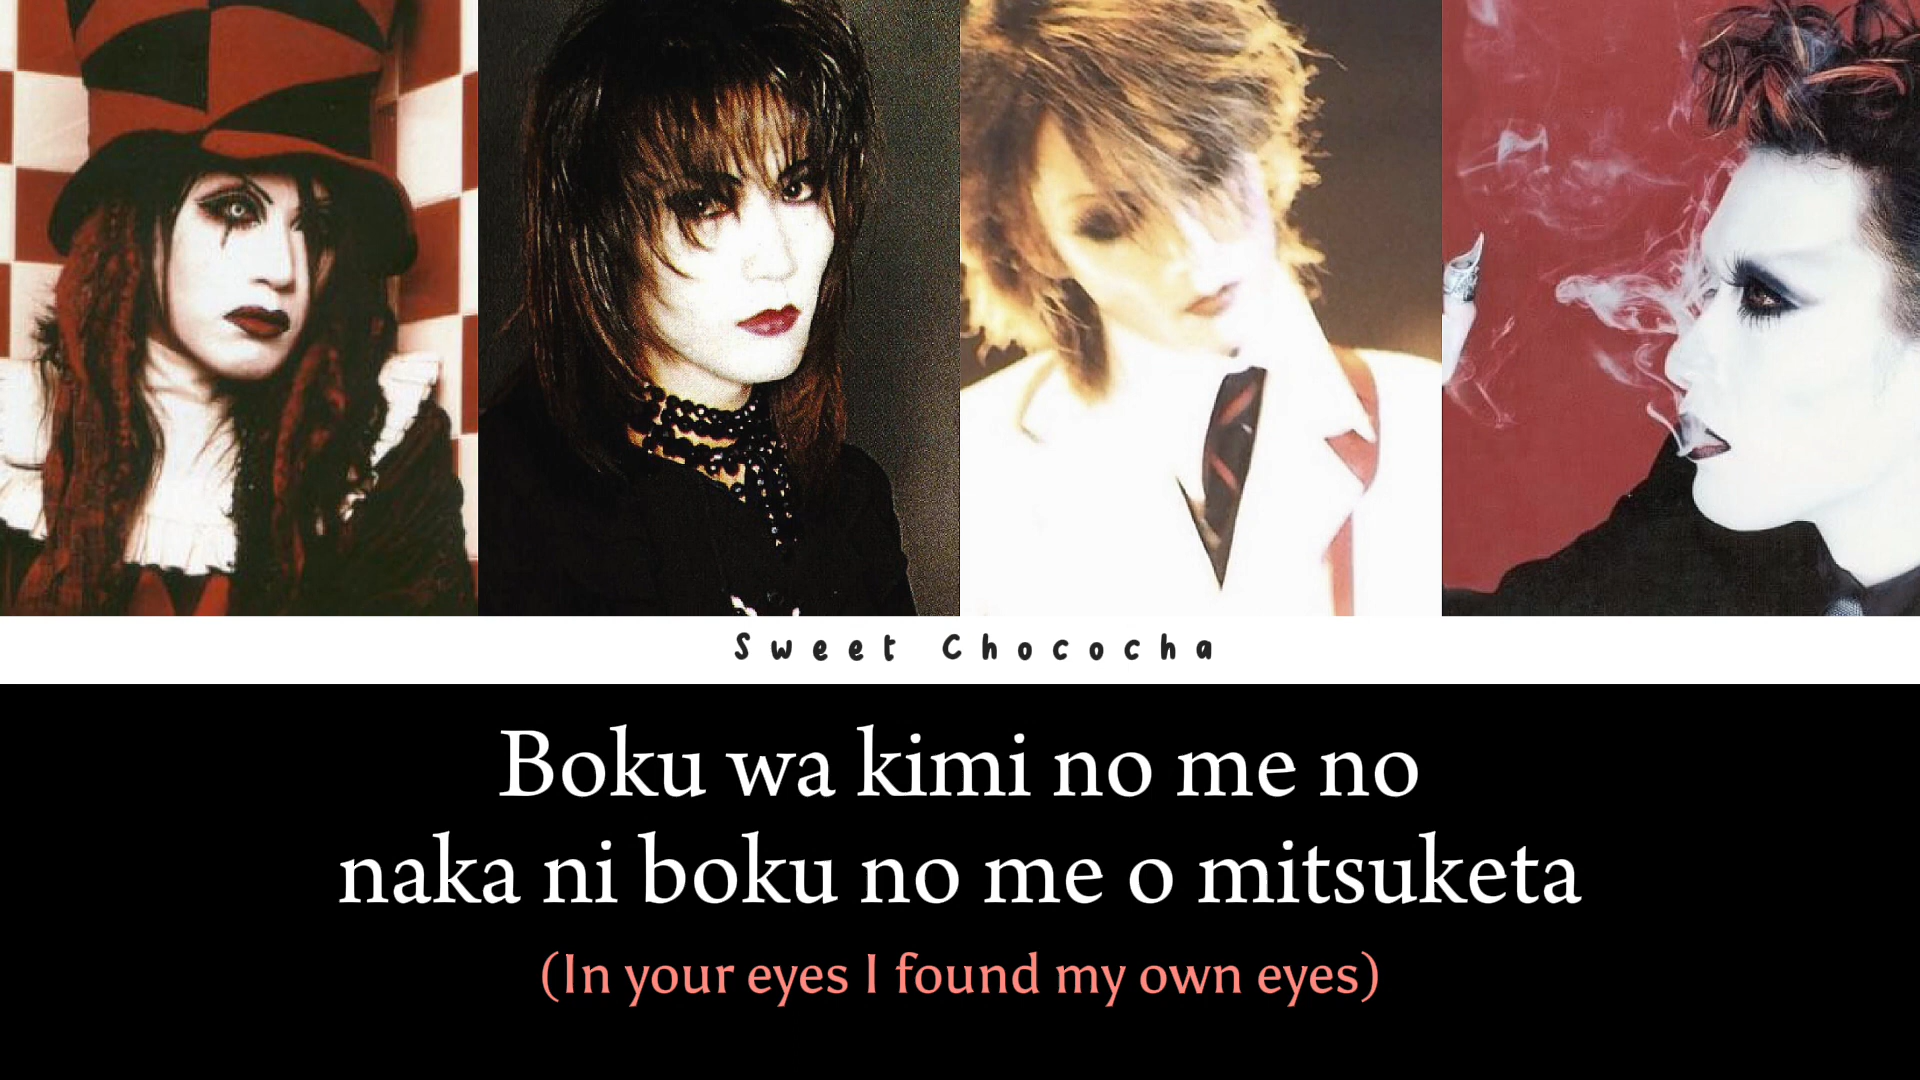 Sweet Chococha
Boku wa kimi no me no
naka ni boku no me o mitsuketa
(In your eyes I found my own eyes)